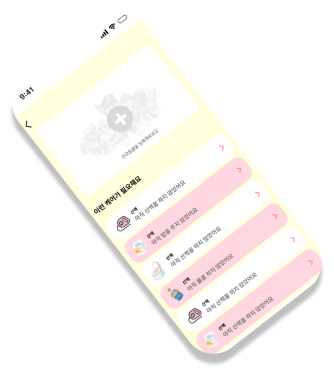 9:41
반려동물을 등록해보세요
이런 케어가 필요해요
산책
아직 산책을 하지 않았어요
산책
아직 밥을 주지 않았어요
산책
아직 산책을 하지 않았어요
산책
아직 물을 하지 않았어요
산책
아직 산책을 하지 않았어요
산책
아직 산책을 하지 않았어요